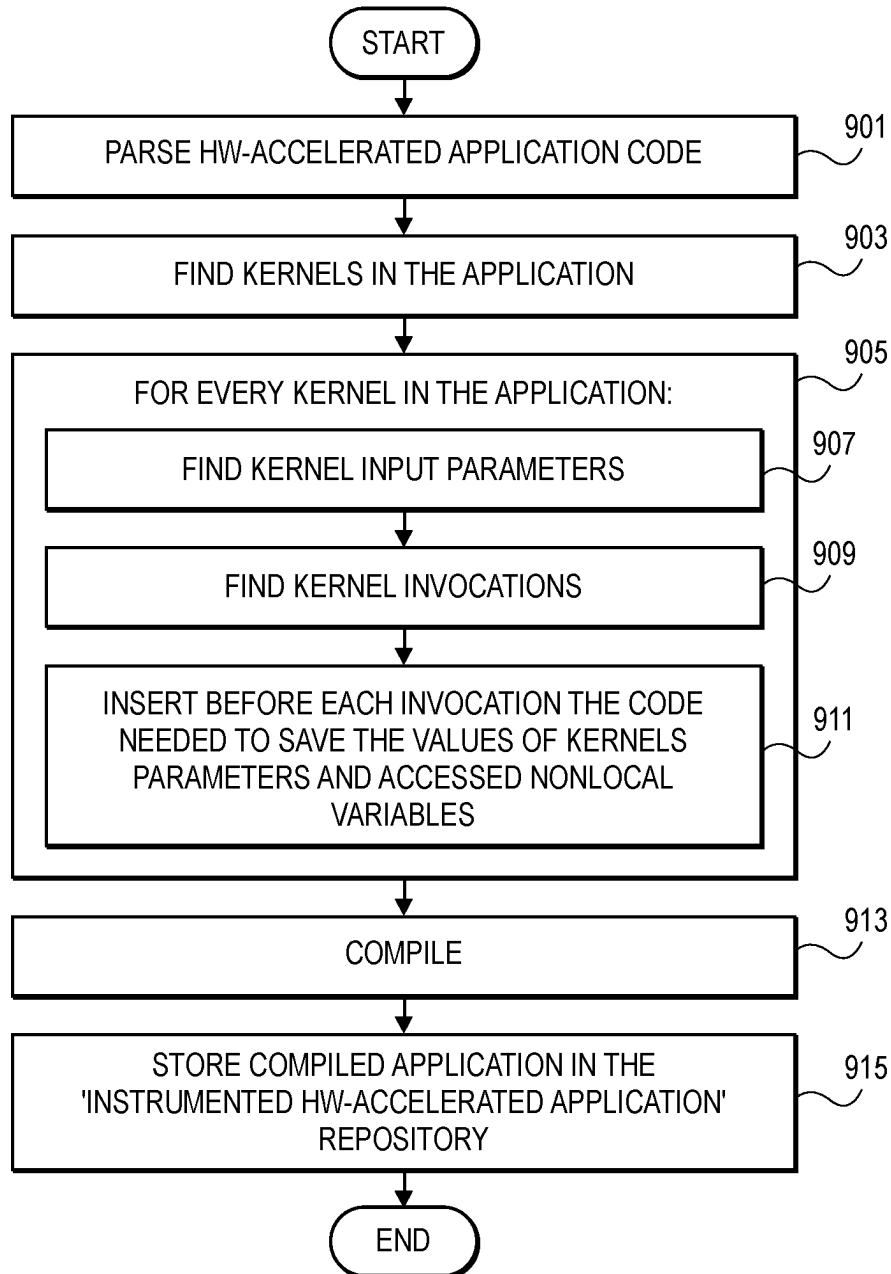 START
PARSE HW-ACCELERATED APPLICATION CODE
901
FIND KERNELS IN THE APPLICATION
903
905
FOR EVERY KERNEL IN THE APPLICATION:
FIND KERNEL INPUT PARAMETERS
907
FIND KERNEL INVOCATIONS
909
INSERT BEFORE EACH INVOCATION THE CODE
NEEDED TO SAVE THE VALUES OF KERNELS
PARAMETERS AND ACCESSED NONLOCAL
VARIABLES
911
COMPILE
913
STORE COMPILED APPLICATION IN THE
'INSTRUMENTED HW-ACCELERATED APPLICATION'
REPOSITORY
915
END